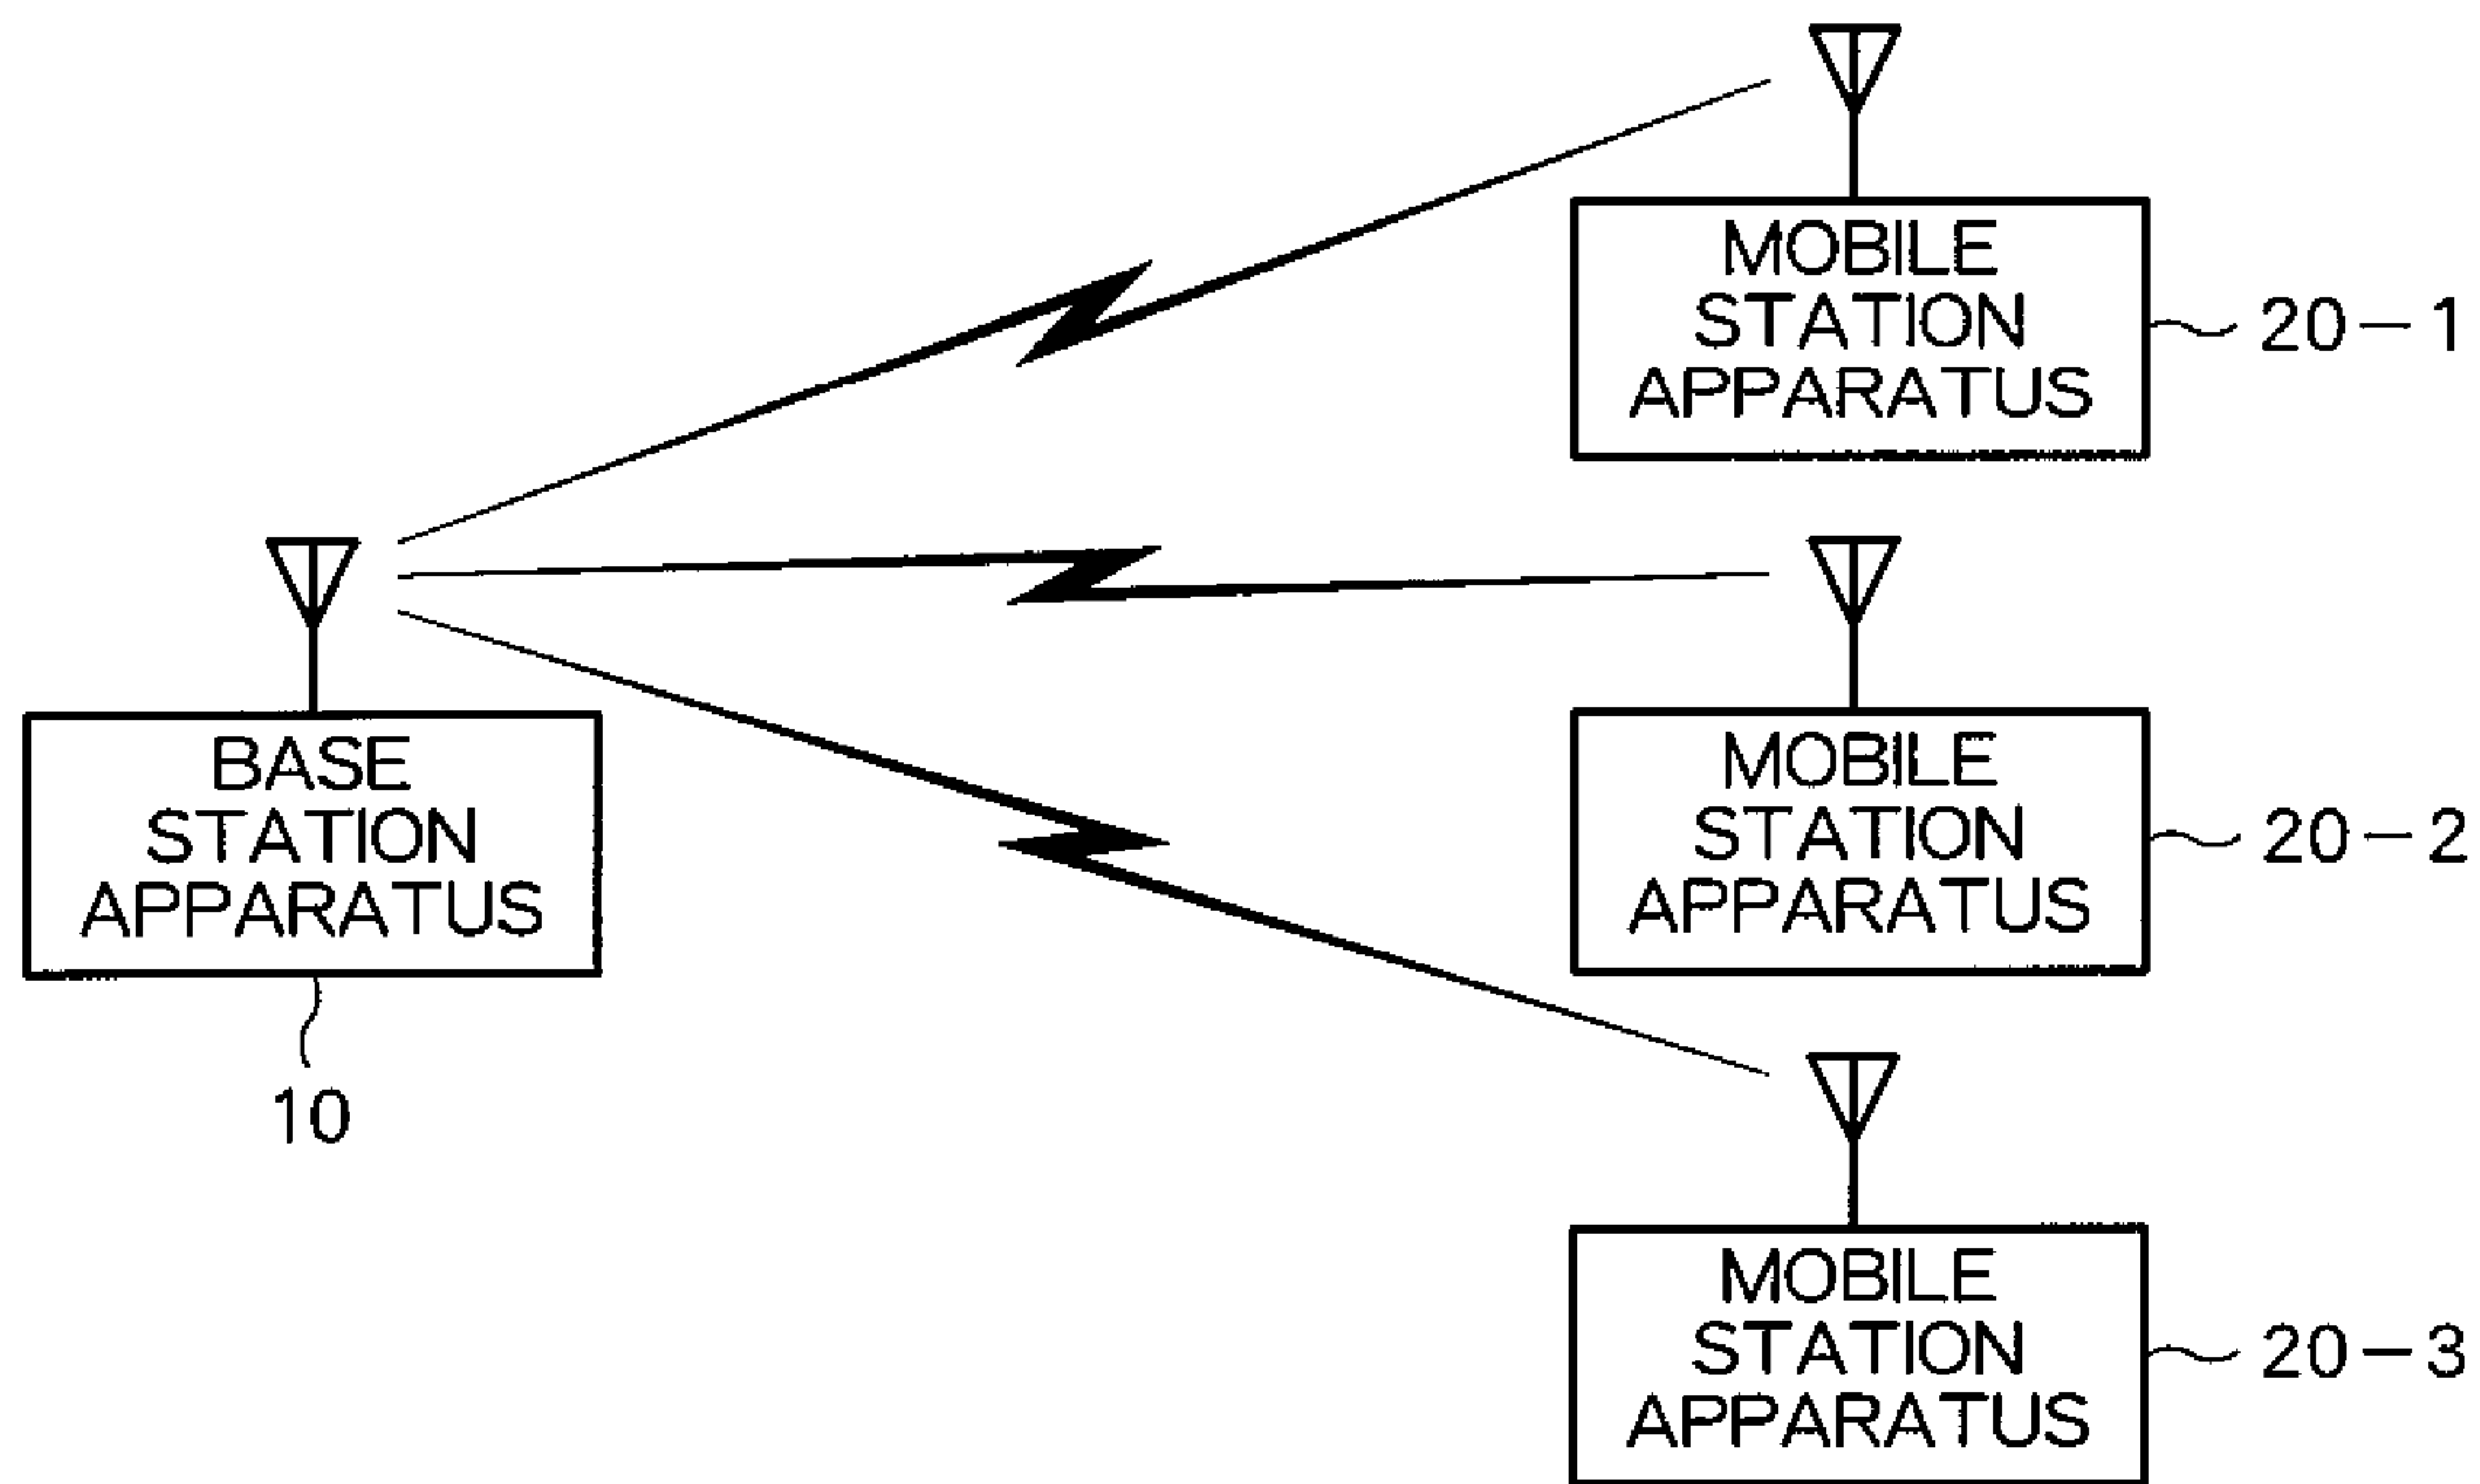 MOBILE
STATION
APPARATUS
20-1
BASE
STATION
APPARATUS
10
MOBILE
STATION
APPARATUS
20-2
MOBILE
STATION
APPARATUS
20-3